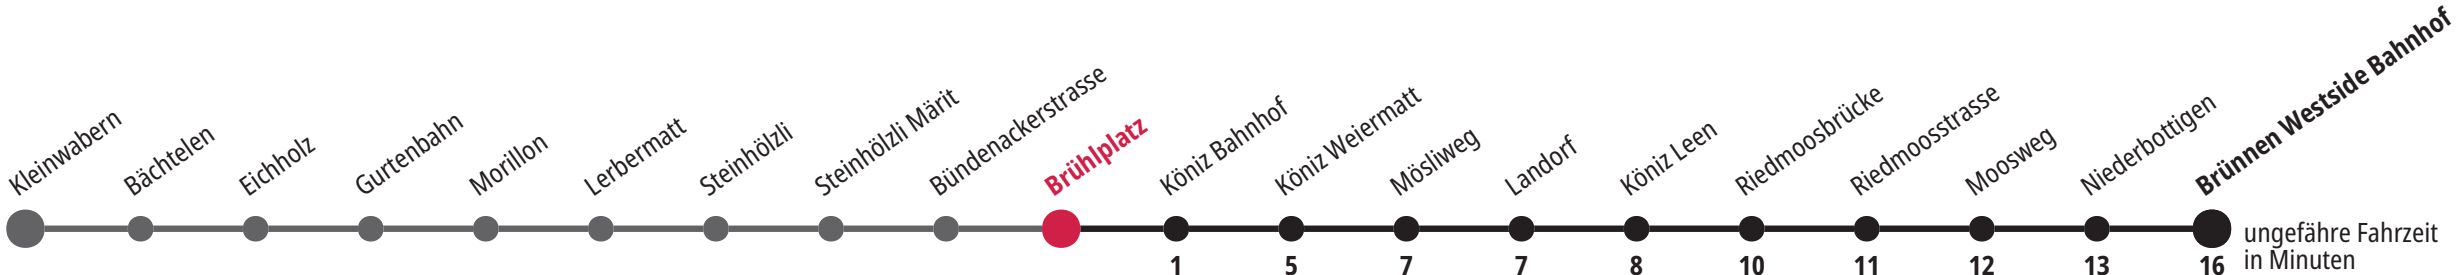 Kleinwabern
Bächtelen
Eichholz
Gurtenbahn
Morillon
Lerbermatt
Steinhölzli
Steinhölzli Märit
Bündenackerstrasse
Brühlplatz
Köniz Bahnhof
Köniz Weiermatt
Mösliweg
Landorf
Köniz Leen
Riedmoosbrücke
Riedmoosstrasse
Moosweg
Niederbottigen
Brünnen Westside Bahnhof
1 5 7 7 8 10 11 12 13 16
ungefähre Fahrzeit
in Minuten